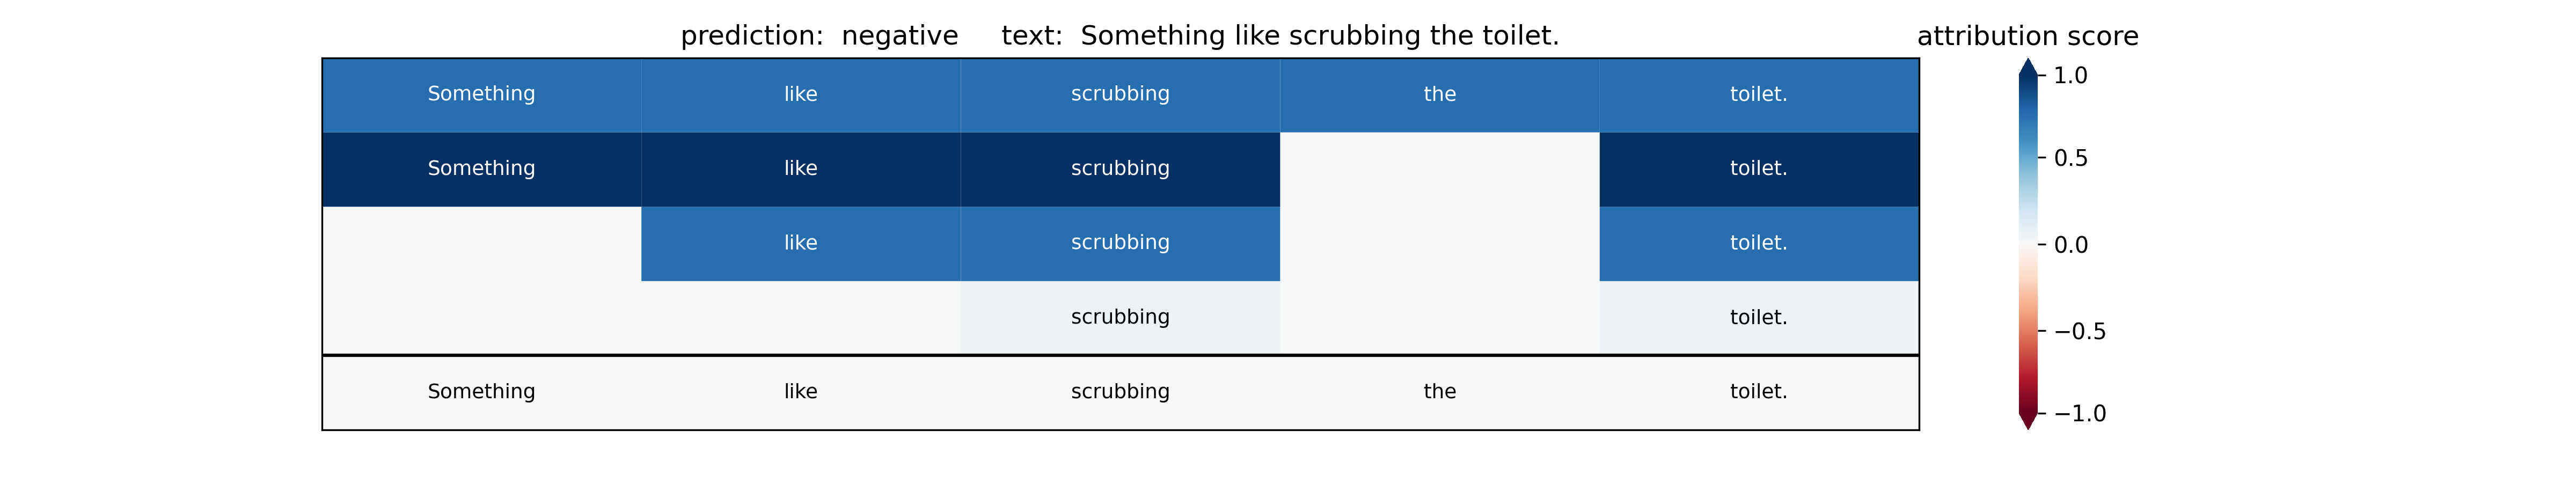 prediction:  negative     text:  Something like scrubbing the toilet.
attribution score
Something like scrubbing the toilet.
Something like scrubbing toilet.
like scrubbing toilet.
scrubbing toilet.
Something like scrubbing the toilet.
1.0
0.5
0.0
−0.5
−1.0